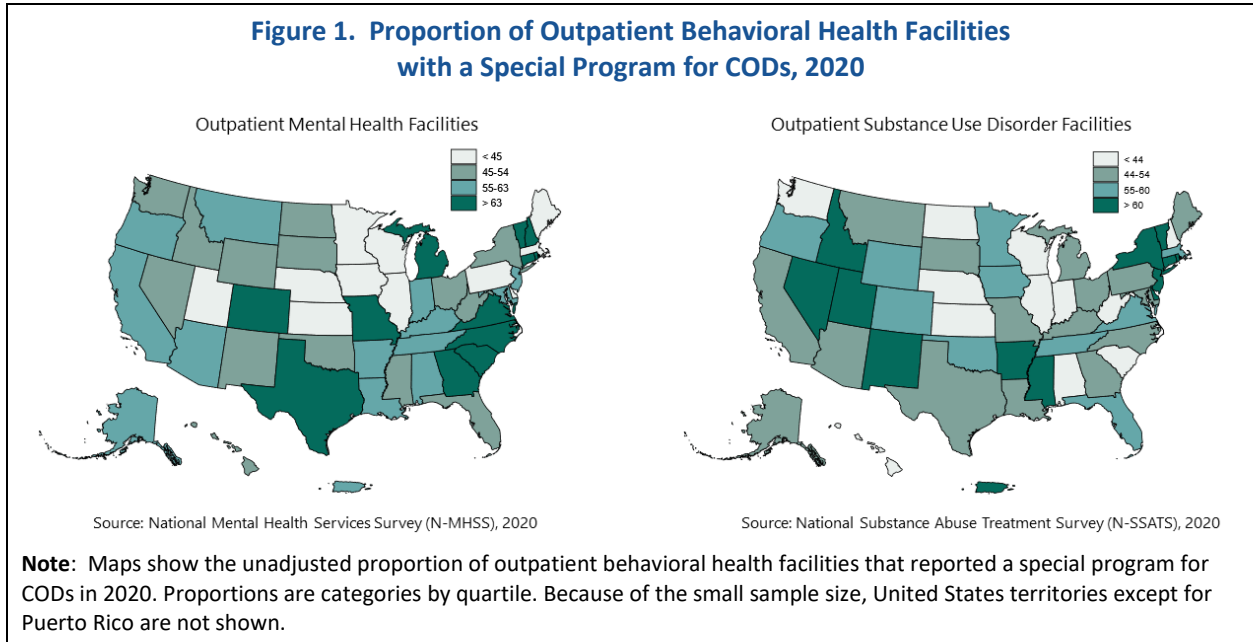 Figure 1. Proportion of Outpatient Behavioral Health Facilities
with a Special Program for CODs, 2020
Outpatient Mental Health Facilities
< 45
45-54
55-63
> 63
Source: National Mental Health Services Survey (N-MHSS), 2020
Outpatient Substance Use Disorder Facilities
< 44
44-54
55-60
> 60
Source: National Substance Abuse Treatment Survey (N-SSATS), 2020
Note: Maps show the unadjusted proportion of outpatient behavioral health facilities that reported a special program for
CODs in 2020. Proportions are categories by quartile. Because of the small sample size, United States territories except for
Puerto Rico are not shown.